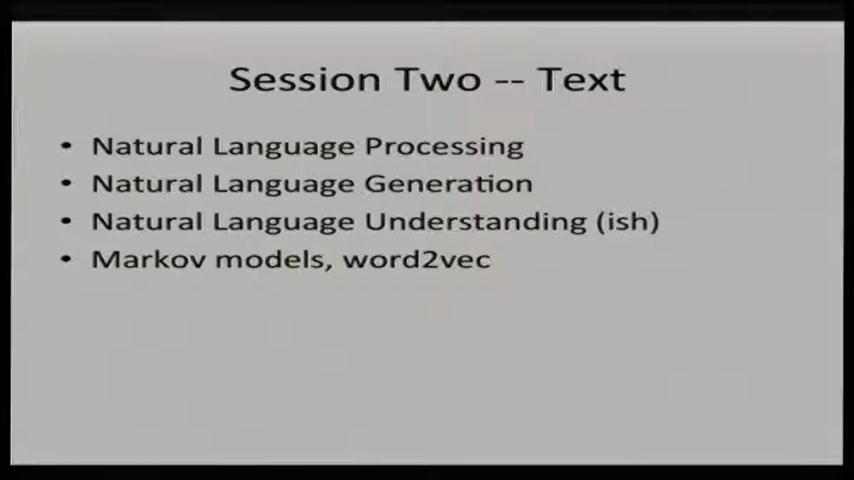 Session Two -- Text
• Natural Language Processing
• Natural Language Generation
• Natural Language Understanding (ish)
• Markov models, word2vec